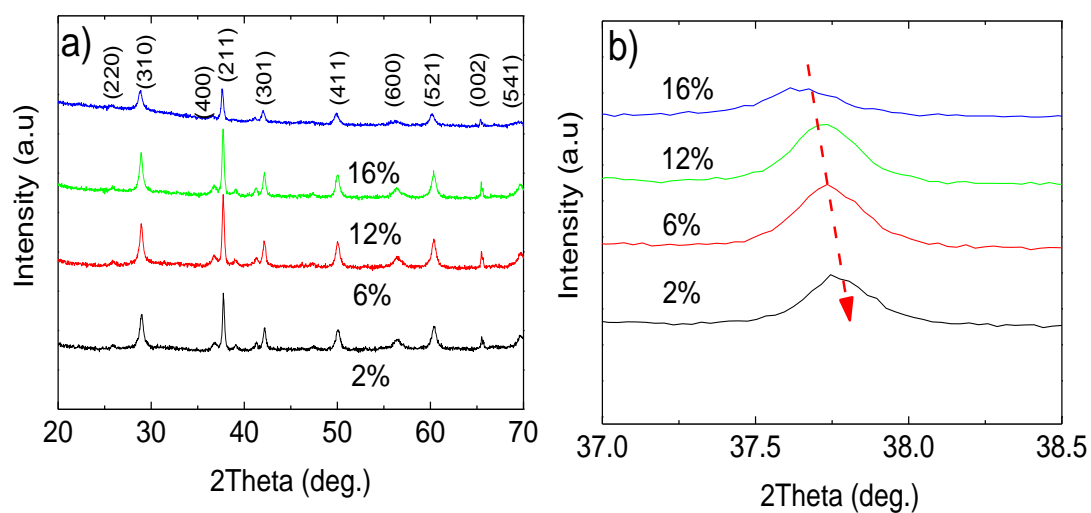 a)
(220)
(310)
(400)
(211)
(301)
(411)
(600)
(521)
(002)
(541)
16%
12%
6%
2%
Intensity (a.u)
20 30 40 50 60 70
2Theta (deg.)
b)
16%
12%
6%
2%
Intensity (a.u)
37.0 37.5 38.0 38.5
2Theta (deg.)